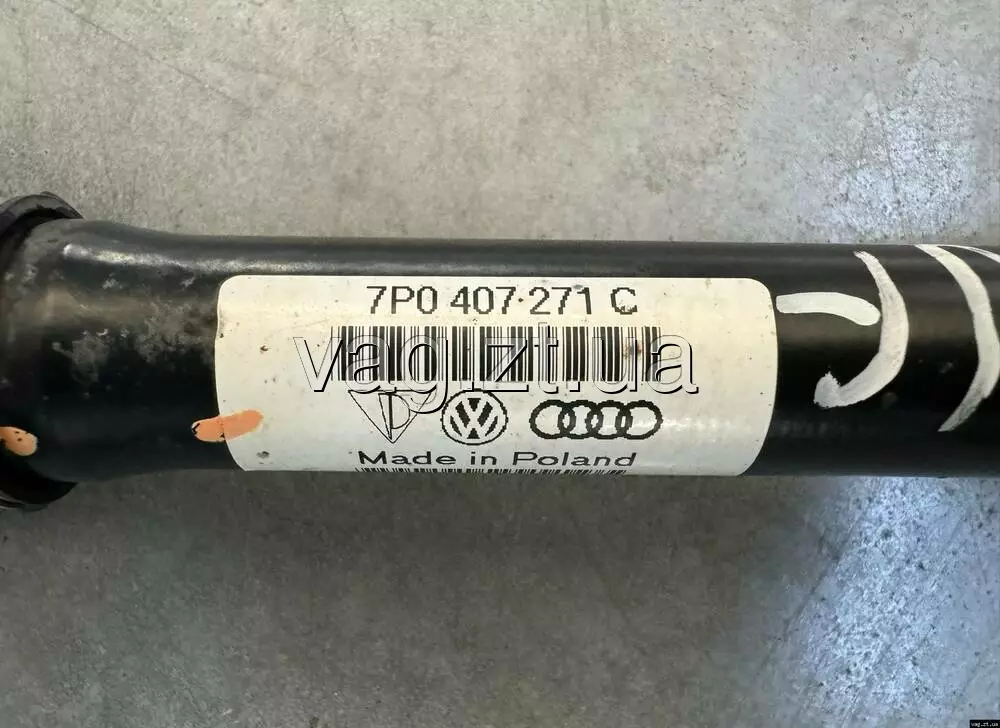 7P0 407·271 C
vag.zt.ua
Made in Poland
vag.zt.ua